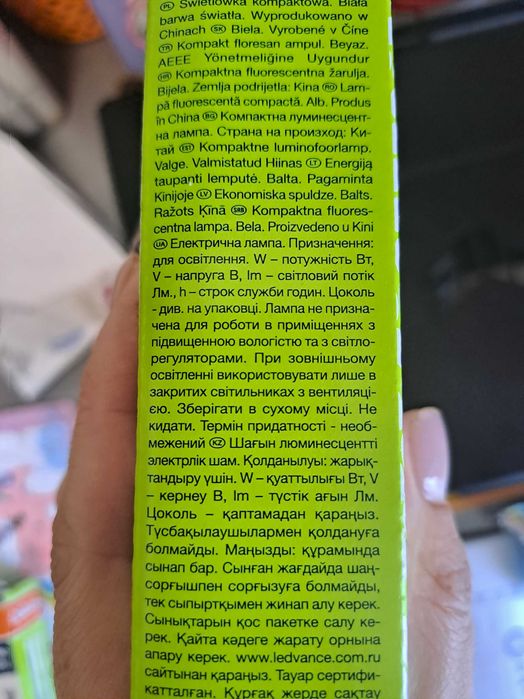 PL Świetlówka kompaktowa. Biała
barwa światła. Wyprodukowano w
Chinach SK Biela. Vyrobené v Číne
TR Kompakt floresan ampul. Beyaz.
AEEE Yönetmeliğine Uygundur
HR Kompaktna fluorescentna žarulja.
Bijela. Zemlja podrijetla: Kina RO Lam-
pă fluorescentă compactă. Alb. Produs
în China BG Компактна луминесцент-
на лампа. Страна на произход: Ки-
тай EST Kompaktne luminofoorlamp.
Valge. Valmistatud Hiinas LT Energiją
taupanti lemputė. Balta. Pagaminta
Kinijoje LV Ekonomiska spuldze. Balts.
Ražots Ķīnā SRB Kompaktna fluores-
centna lampa. Bela. Proizvedeno u Kini
UA Електрична лампа. Призначення:
для освітлення. W – потужність Вт,
V – напруга В, lm – світловий потік
Лм., h – строк служби годин. Цоколь
- див. на упаковці. Лампа не призна-
чена для роботи в приміщеннях з
підвищенною вологістю та з світло-
регуляторами. При зовнішньому
освітленні використовувати лише в
закритих світильниках з вентиляці-
єю. Зберігати в сухому місці. Не
кидати. Термін придатності - необ-
межений KZ Шағын люминесцентті
электрлік шам. Қолданылуы: жарық-
тандыру үшін. W – қуаттылығы Вт, V
– кернеу В, lm – түстік ағын Лм.
Цоколь – қаптамадан қараңыз.
Түсбақылаушылармен қолдануға
болмайды. Маңызды: құрамында
сынап бар. Сынған жағдайда шаң-
сорғышпен сорғызуға болмайды,
тек сыпыртқымен жинап алу керек.
Сынықтарын қос пакетке салу ке-
рек. Қайта кәдеге жарату орнына
апару керек. www.ledvance.com.ru
сайтынан қараңыз. Тауар сертифи-
катталған. Құрғақ жерде сақтау